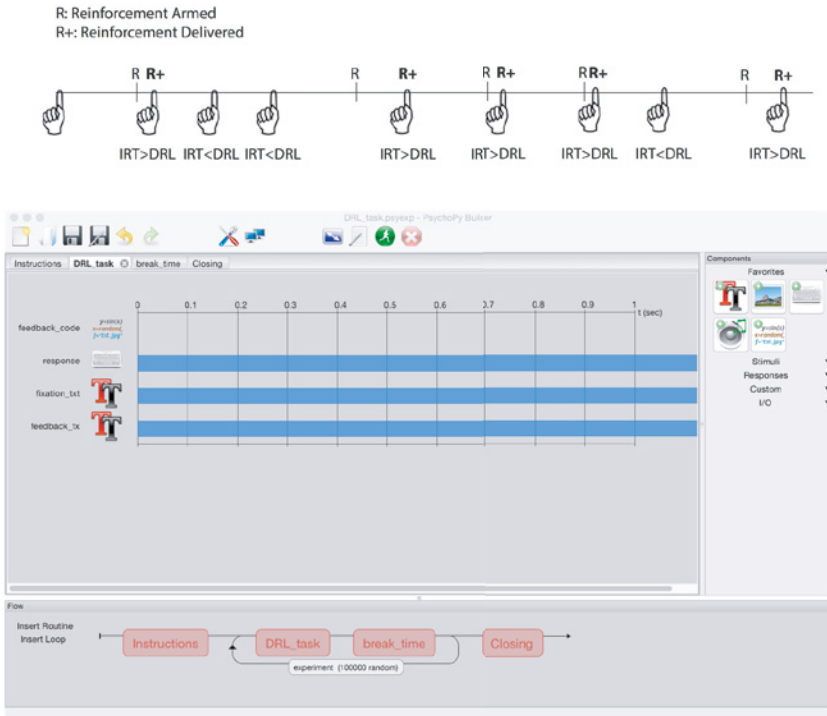 R: Reinforcement Armed
R+: Reinforcement Delivered
R R+ R R+ R R+ R R+ R R+
IRT>DRL IRT<DRL IRT<DRL IRT>DRL IRT>DRL IRT>DRL IRT<DRL IRT>DRL
DRL_task.psyexp - PsychoPy Builder
Instructions DRL_task break_time Closing
Components
Favorites
0 0.1 0.2 0.3 0.4 0.5 0.6 0.7 0.8 0.9 1
t (sec)
feedback_code
response
fixation_txt
feedback_tx
Stimuli
Responses
Custom
I/O
Flow
Insert Routine
Insert Loop
Instructions DRL_task break_time Closing
experiment (100000 random)